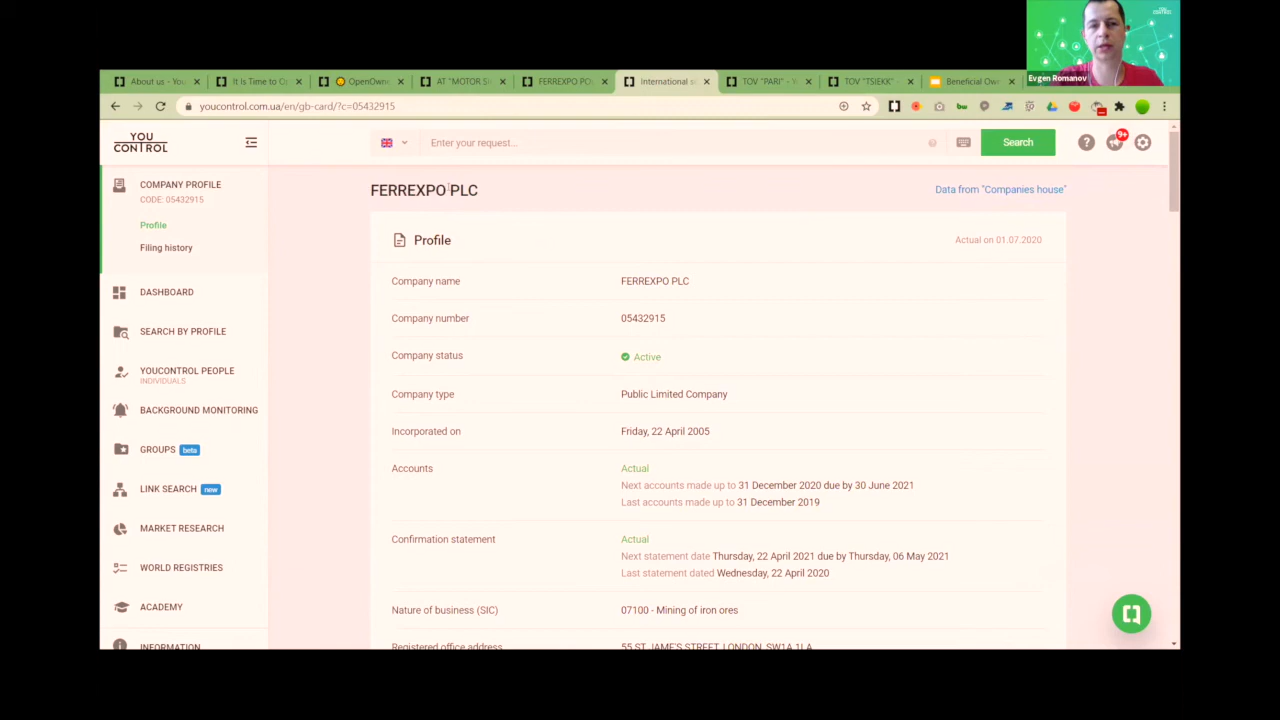 YOU CONTROL
Evgen Romanov
About us - You
It Is Time to O
OpenOwne
AT "MOTOR S
FERREXPO PO
International s
TOV "PARI" - Yo
TOV "TSIEKK" -
Beneficial Own
youcontrol.com.ua/en/gb-card/?c=05432915
YOU
CONTROL
Enter your request...
Search
9+
COMPANY PROFILE
CODE: 05432915
Profile
Filing history
DASHBOARD
SEARCH BY PROFILE
YOUCONTROL PEOPLE
INDIVIDUALS
BACKGROUND MONITORING
GROUPS beta
LINK SEARCH new
MARKET RESEARCH
WORLD REGISTRIES
ACADEMY
INFORMATION
FERREXPO PLC
Data from "Companies house"
Profile
Actual on 01.07.2020
Company name FERREXPO PLC
Company number 05432915
Company status Active
Company type Public Limited Company
Incorporated on Friday, 22 April 2005
Accounts Actual
Next accounts made up to 31 December 2020 due by 30 June 2021
Last accounts made up to 31 December 2019
Confirmation statement Actual
Next statement date Thursday, 22 April 2021 due by Thursday, 06 May 2021
Last statement dated Wednesday, 22 April 2020
Nature of business (SIC) 07100 - Mining of iron ores
Registered office address 55 ST. JAME'S STREET, LONDON, SW1A 1LA